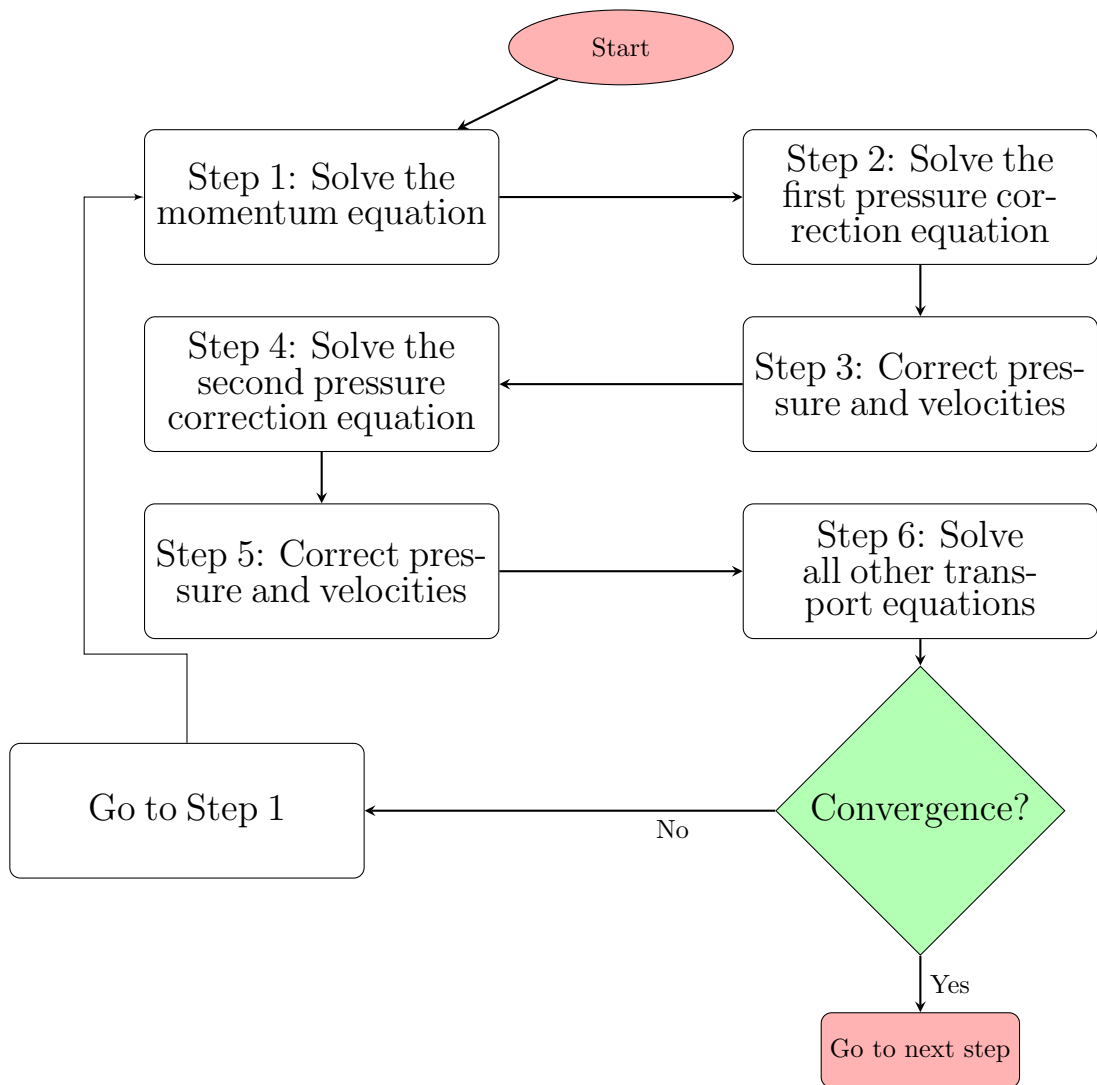 Start
Step 1: Solve the
momentum equation
Step 2: Solve the
first pressure cor-
rection equation
Step 3: Correct pres-
sure and velocities
Step 4: Solve the
second pressure
correction equation
Step 5: Correct pres-
sure and velocities
Step 6: Solve
all other trans-
port equations
Convergence?
No
Go to Step 1
Yes
Go to next step